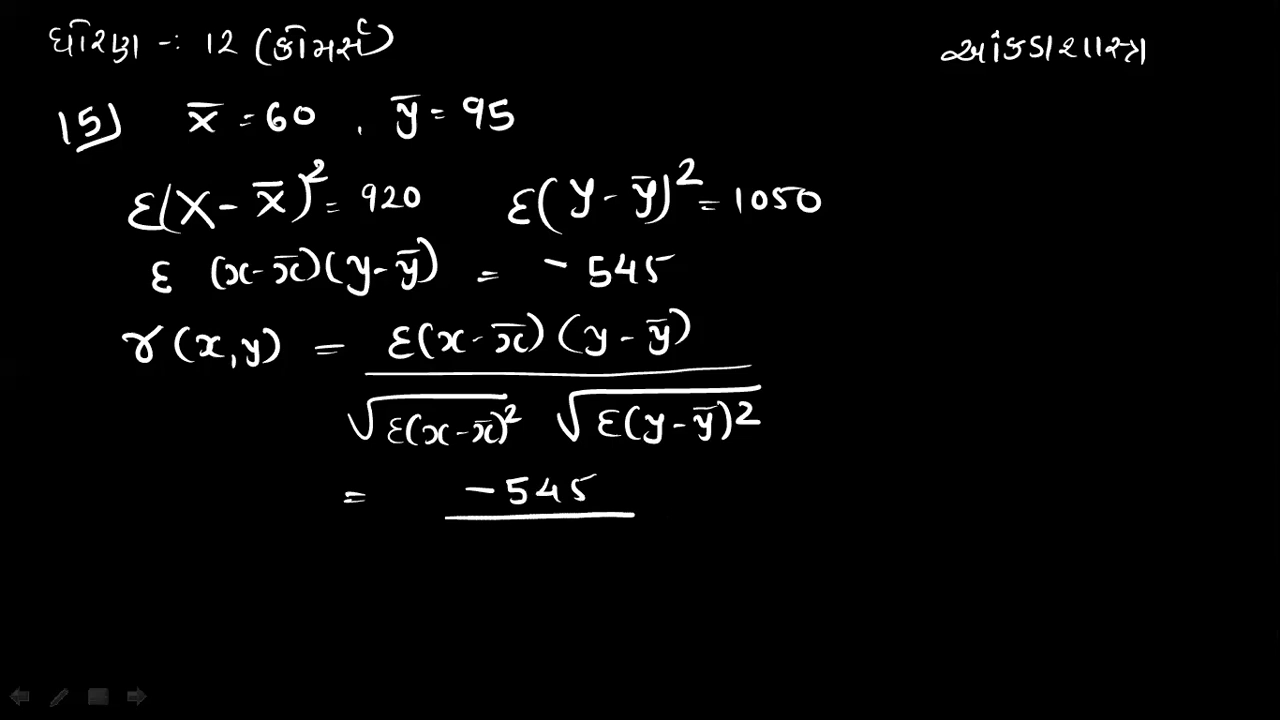 ધોરણ -: 12 (કોમર્સ) આંકડાશાસ્ત્ર
15) x̄ = 60 , ȳ = 95
Ɛ(X - x̄)² = 920 Ɛ(y - ȳ)² = 1050
Ɛ (x - x̄)(y - ȳ) = - 545
r (x, y) = Ɛ(x - x̄) (y - ȳ)
√Ɛ(x - x̄)² √Ɛ(y - ȳ)²
= - 545